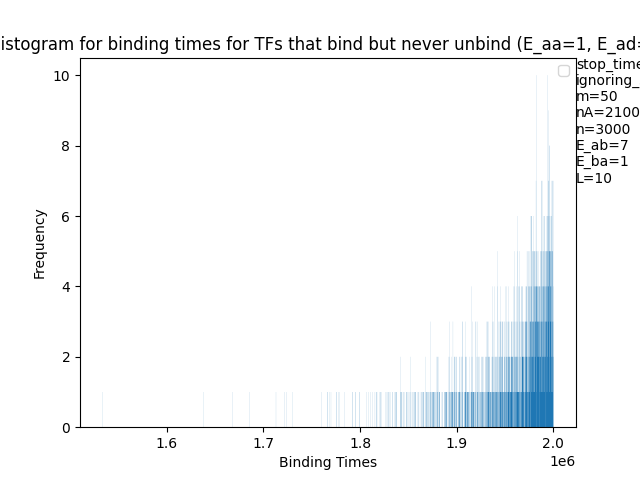 istogram for binding times for TFs that bind but never unbind (E_aa=1, E_ad=
stop_time
ignoring_
m=50
nA=2100
n=3000
E_ab=7
E_ba=1
L=10
Frequency
10
8
6
4
2
0
1.6
1.7
1.8
1.9
2.0
1e6
Binding Times